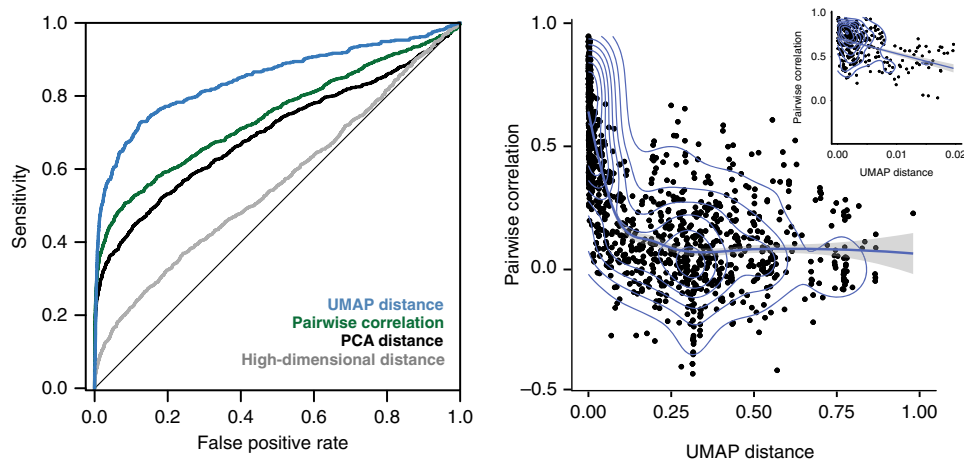 1.0
0.8
0.6
0.4
0.2
0.0
Sensitivity
0.0
0.2
0.4
0.6
0.8
1.0
False positive rate
UMAP distance
Pairwise correlation
PCA distance
High-dimensional distance
1.0
0.5
0.0
–0.5
Pairwise correlation
0.00
0.25
0.50
0.75
1.00
UMAP distance
1.0
0.5
0.0
Pairwise correlation
0.00
0.01
0.02
UMAP distance